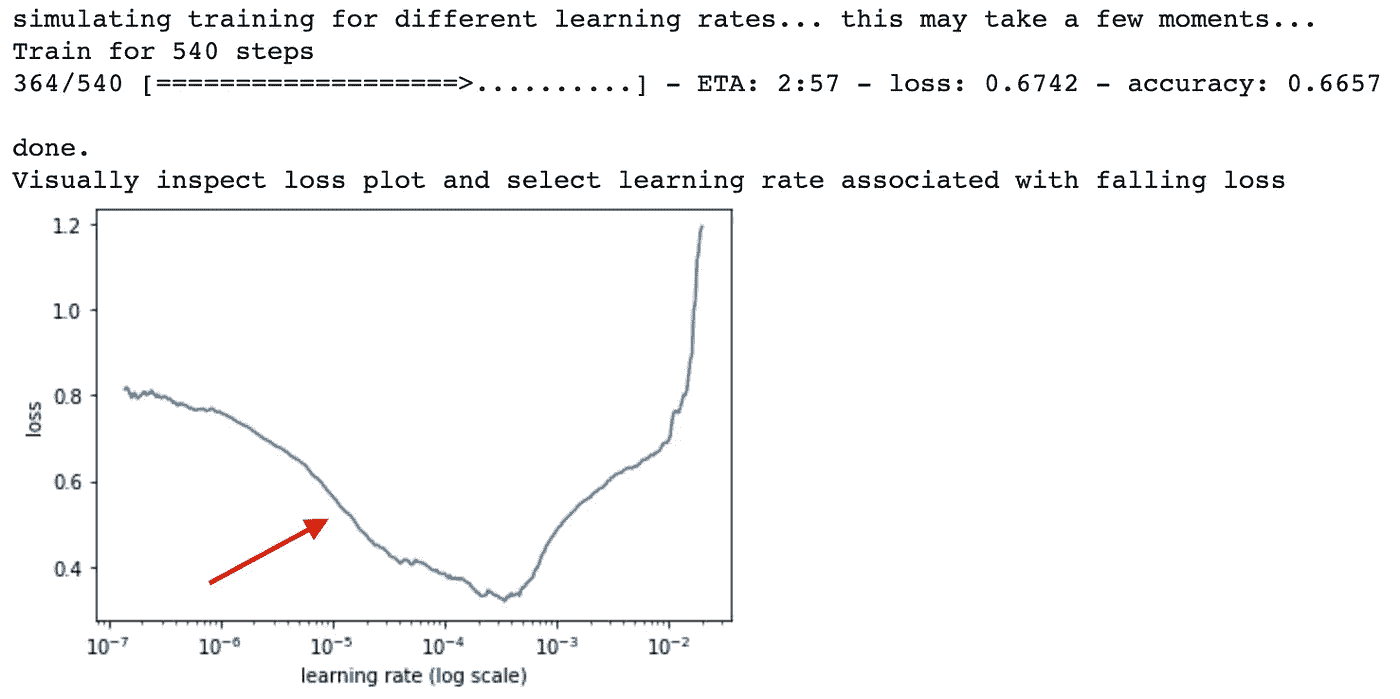 simulating training for different learning rates... this may take a few moments...
Train for 540 steps
364/540 [===================>..........] - ETA: 2:57 - loss: 0.6742 - accuracy: 0.6657
done.
Visually inspect loss plot and select learning rate associated with falling loss
1.2
1.0
0.8
0.6
0.4
loss
10⁻⁷ 10⁻⁶ 10⁻⁵ 10⁻⁴ 10⁻³ 10⁻²
learning rate (log scale)